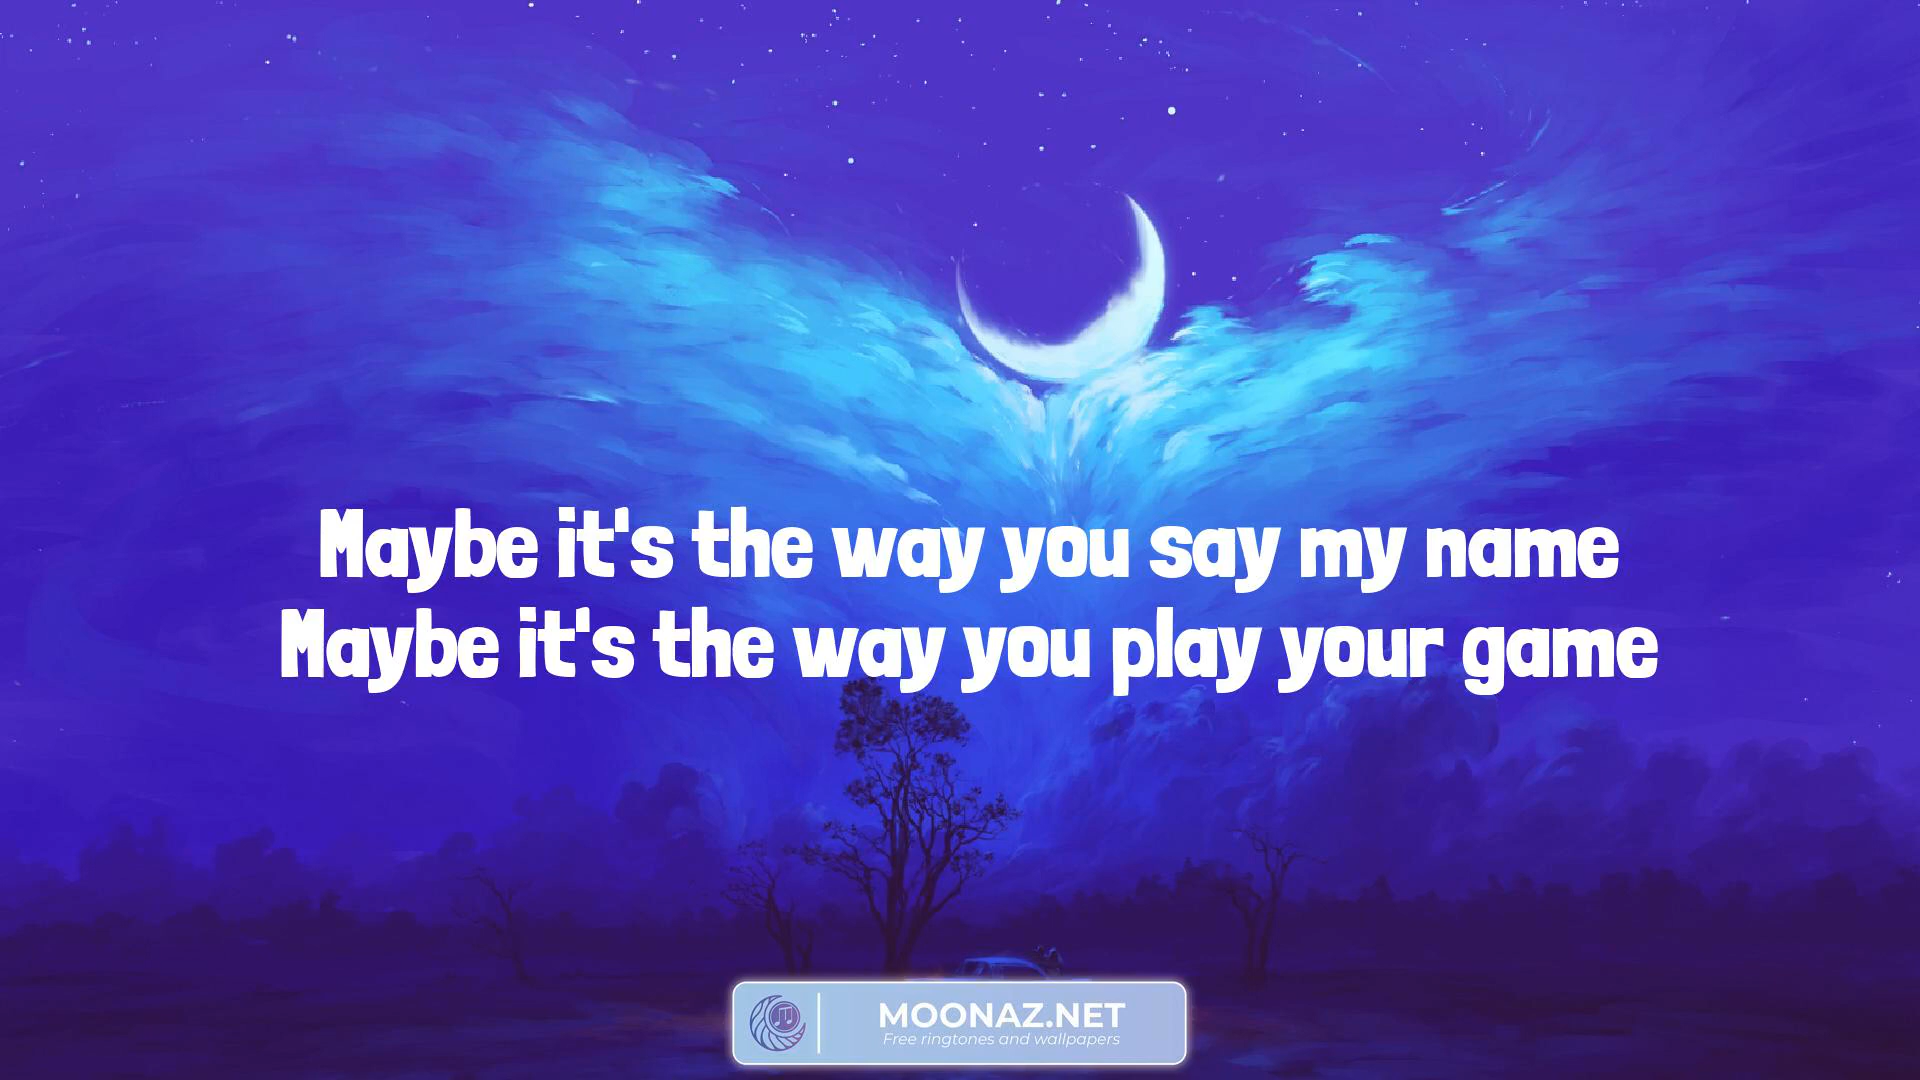 Maybe it's the way you say my name
Maybe it's the way you play your game
MOONAZ.NET
Free ringtones and wallpapers